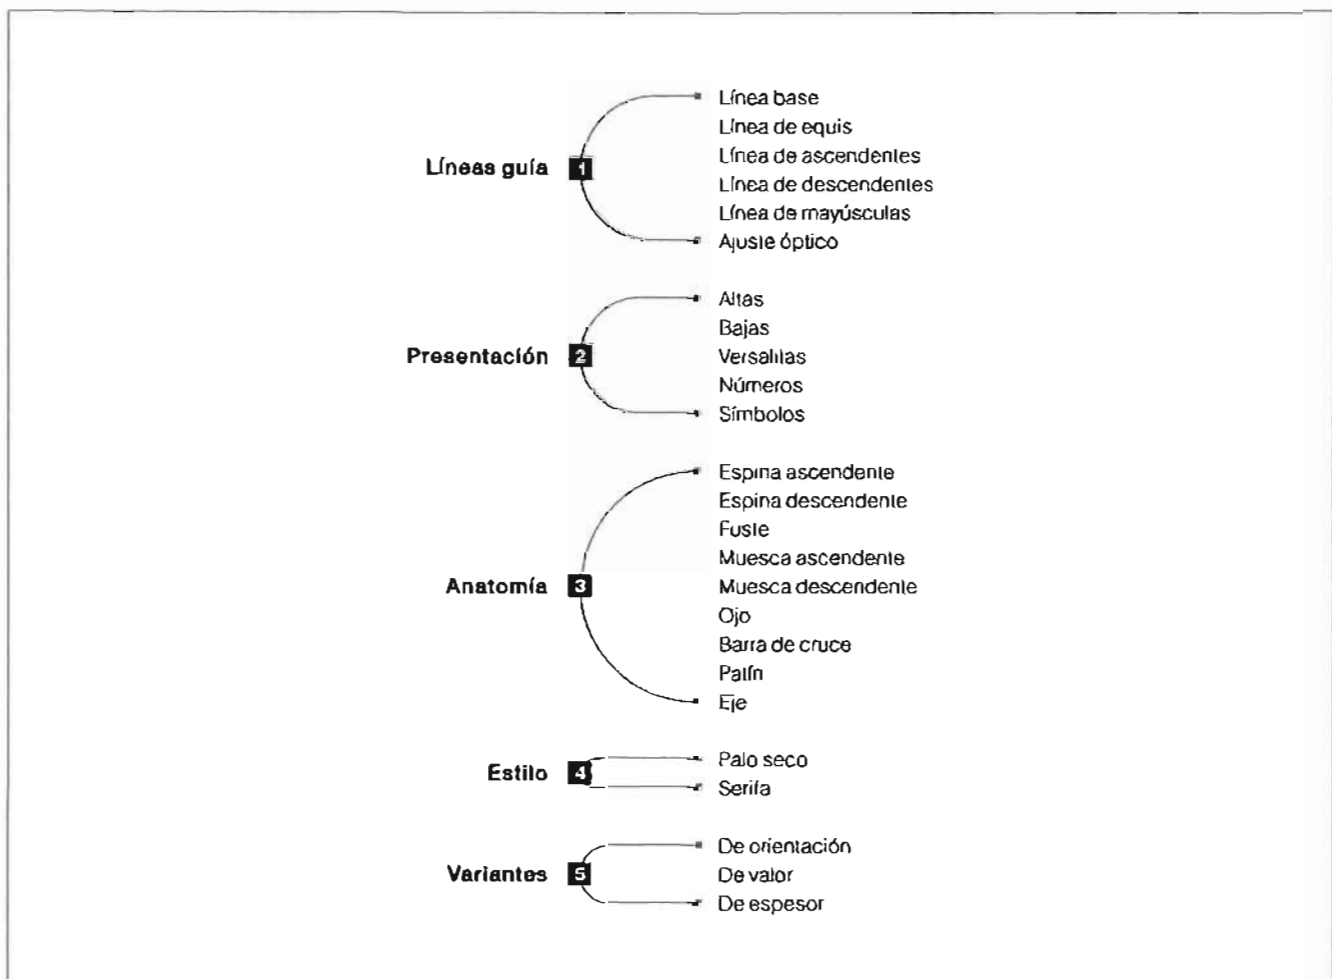 Líneas guía
1
Línea base
Línea de equis
Línea de ascendentes
Línea de descendentes
Línea de mayúsculas
Ajuste óptico
Presentación
2
Altas
Bajas
Versalitas
Números
Símbolos
Anatomía
3
Espina ascendente
Espina descendente
Fuste
Muesca ascendente
Muesca descendente
Ojo
Barra de cruce
Patín
Eje
Estilo
4
Palo seco
Serifa
Variantes
5
De orientación
De valor
De espesor